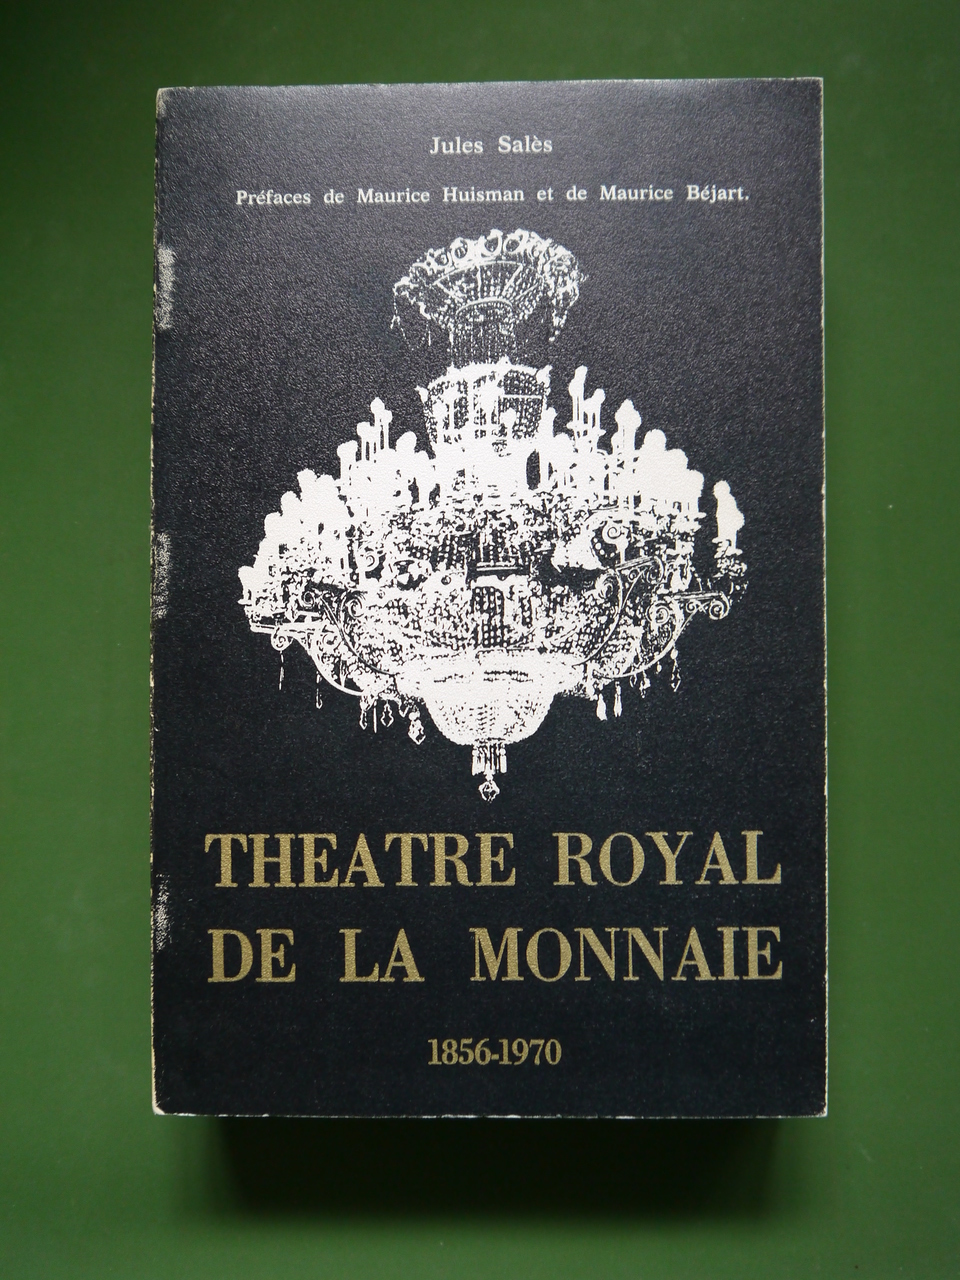 Jules Salès
Préfaces de Maurice Huisman et de Maurice Béjart.
THEATRE ROYAL
DE LA MONNAIE
1856-1970